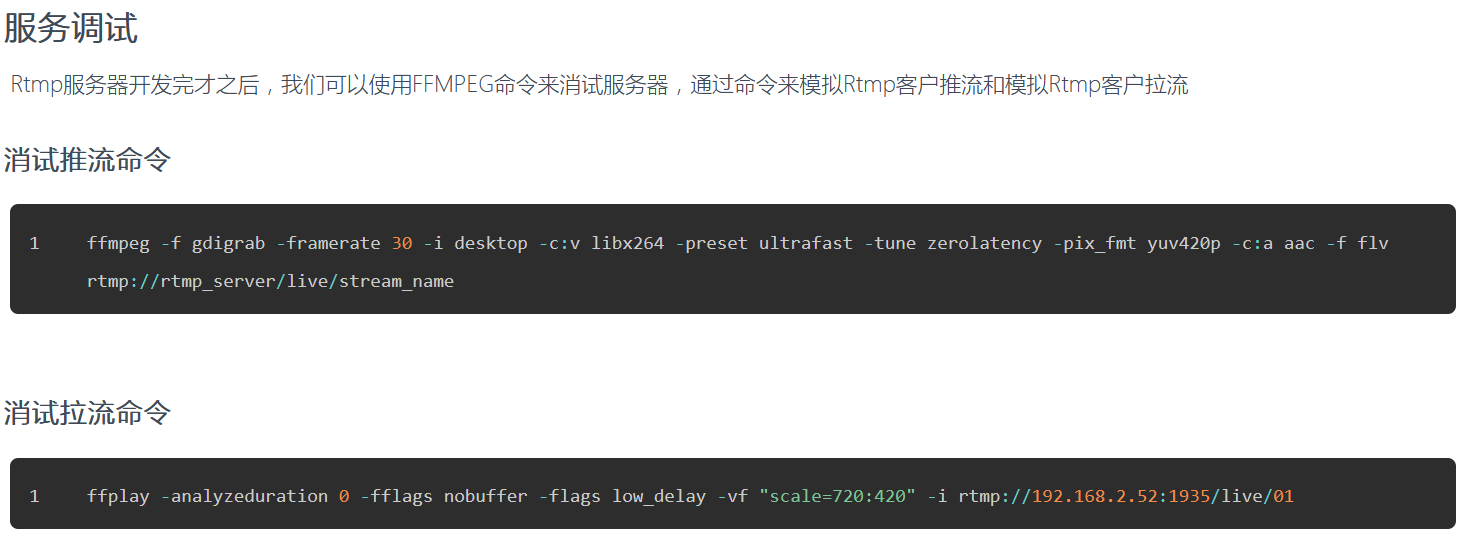 服务调试
Rtmp服务器开发完才之后，我们可以使用FFMPEG命令来消试服务器，通过命令来模拟Rtmp客户推流和模拟Rtmp客户拉流
消试推流命令
1 ffmpeg -f gdigrab -framerate 30 -i desktop -c:v libx264 -preset ultrafast -tune zerolatency -pix_fmt yuv420p -c:a aac -f flv
rtmp://rtmp_server/live/stream_name
消试拉流命令
1 ffplay -analyzeduration 0 -fflags nobuffer -flags low_delay -vf "scale=720:420" -i rtmp://192.168.2.52:1935/live/01